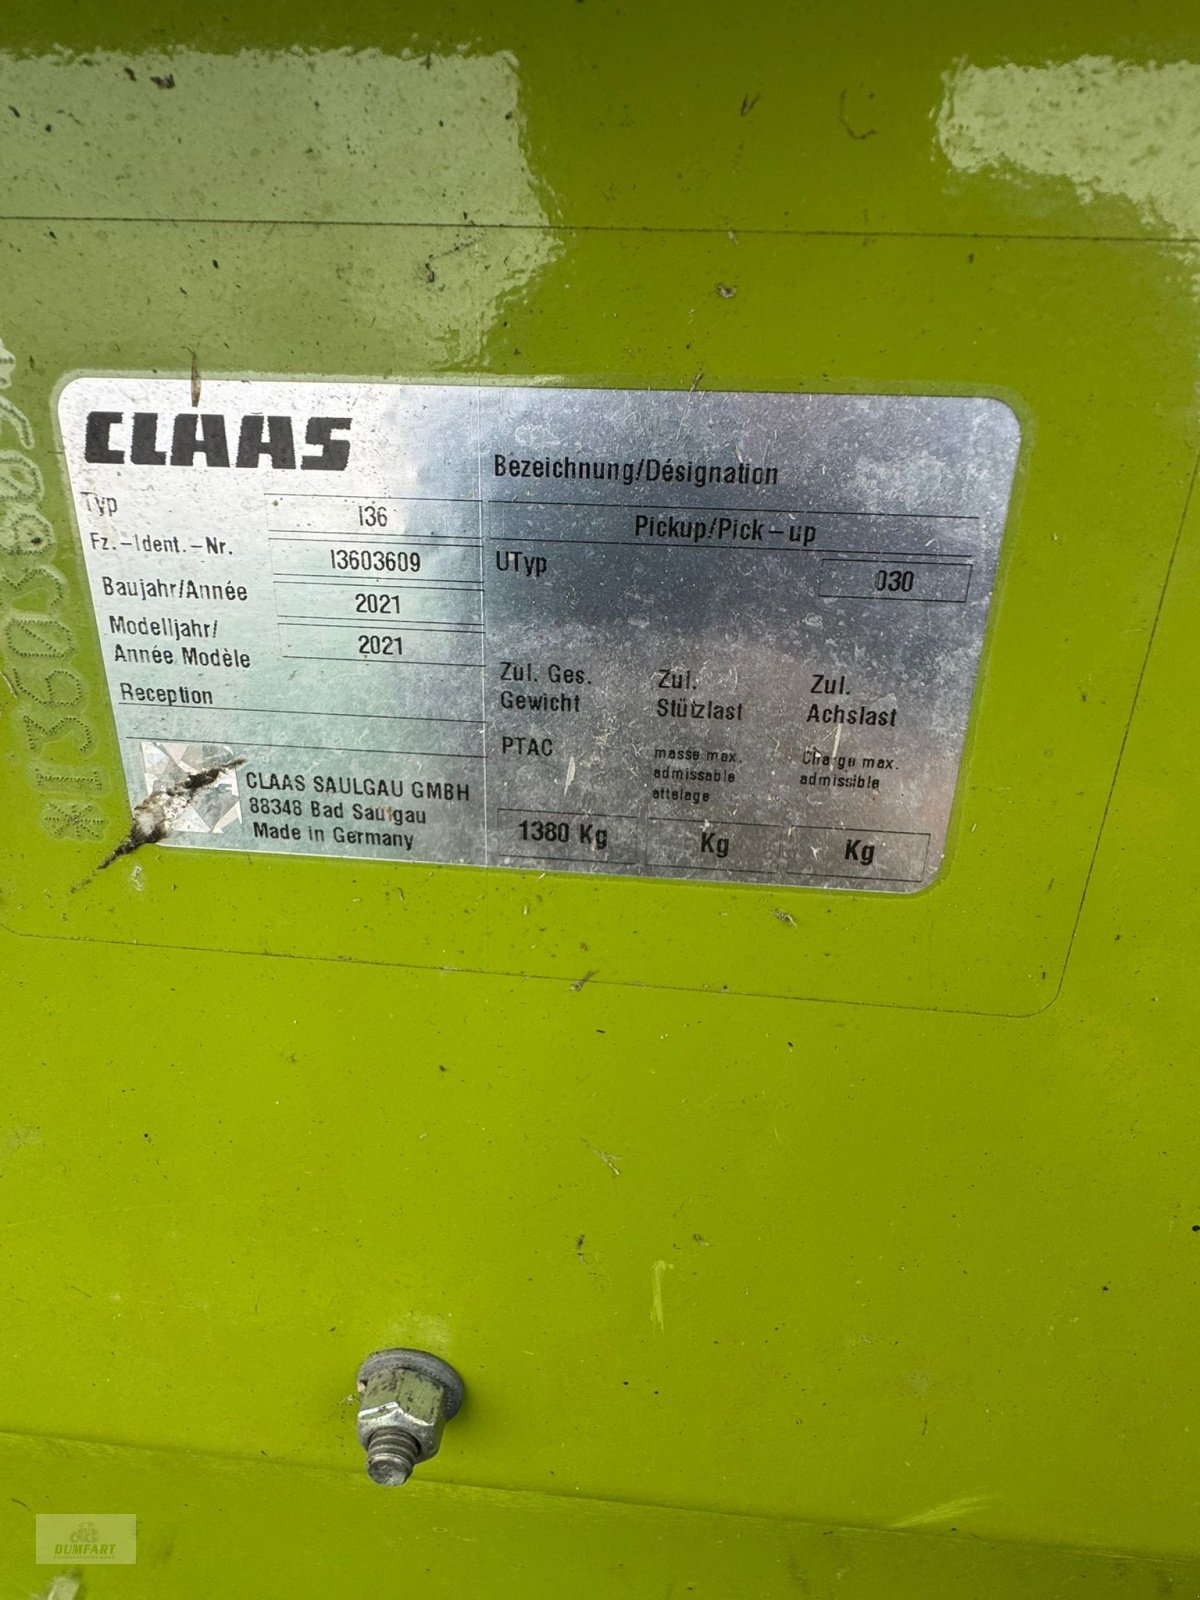 CLAAS
Bezeichnung/Désignation
Typ
I36
Pickup/Pick-up
Fz.-Ident.-Nr.
I3603609
UTyp
030
Baujahr/Année
2021
Modelljahr/
Année Modèle
2021
Reception
Zul. Ges.
Gewicht
PTAC
1380 Kg
Zul.
Stützlast
masse max.
admissable
attelage
Kg
Zul.
Achslast
Charge max.
admissible
Kg
CLAAS SAULGAU GMBH
88348 Bad Saulgau
Made in Germany
*I3603609
DUMFART